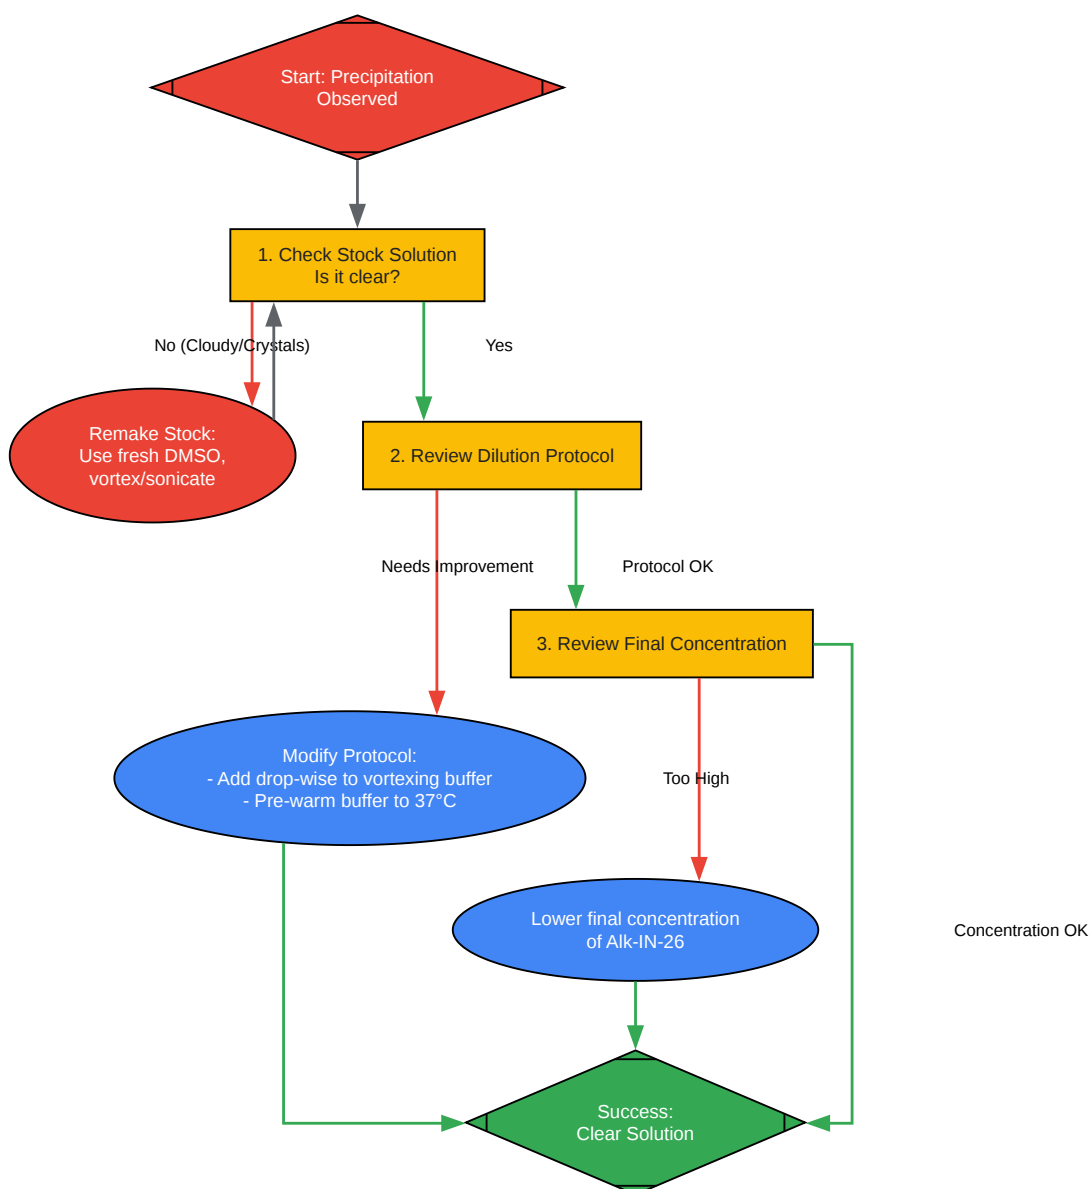 Start: Precipitation
Observed
1. Check Stock Solution
Is it clear?
No (Cloudy/Crystals)
Yes
Remake Stock:
Use fresh DMSO,
vortex/sonicate
2. Review Dilution Protocol
Needs Improvement
Protocol OK
3. Review Final Concentration
Modify Protocol:
- Add drop-wise to vortexing buffer
- Pre-warm buffer to 37°C
Too High
Lower final concentration
of Alk-IN-26
Concentration OK
Success:
Clear Solution